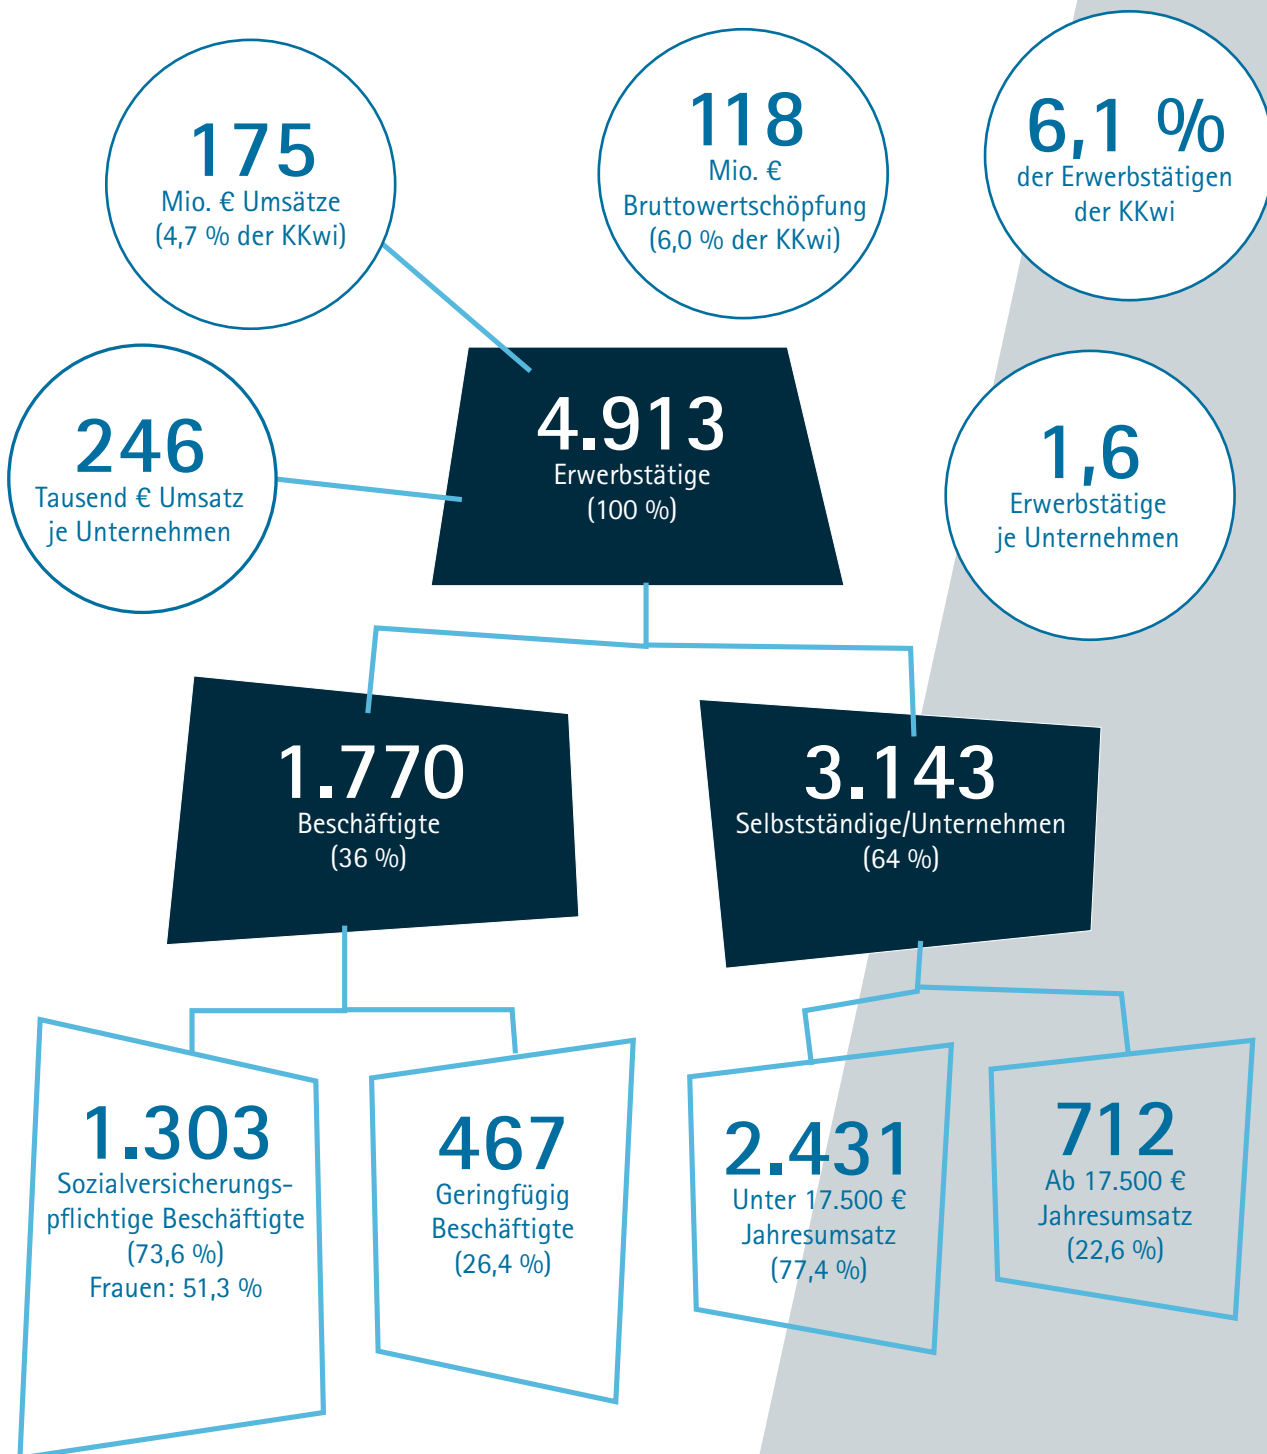 175
Mio. € Umsätze
(4,7 % der KKwi)
118
Mio. €
Bruttowertschöpfung
(6,0 % der KKwi)
6,1 %
der Erwerbstätigen
der KKwi
246
Tausend € Umsatz
je Unternehmen
4.913
Erwerbstätige
(100 %)
1,6
Erwerbstätige
je Unternehmen
1.770
Beschäftigte
(36 %)
3.143
Selbstständige/Unternehmen
(64 %)
1.303
Sozialversicherungs-
pflichtige Beschäftigte
(73,6 %)
Frauen: 51,3 %
467
Geringfügig
Beschäftigte
(26,4 %)
2.431
Unter 17.500 €
Jahresumsatz
(77,4 %)
712
Ab 17.500 €
Jahresumsatz
(22,6 %)